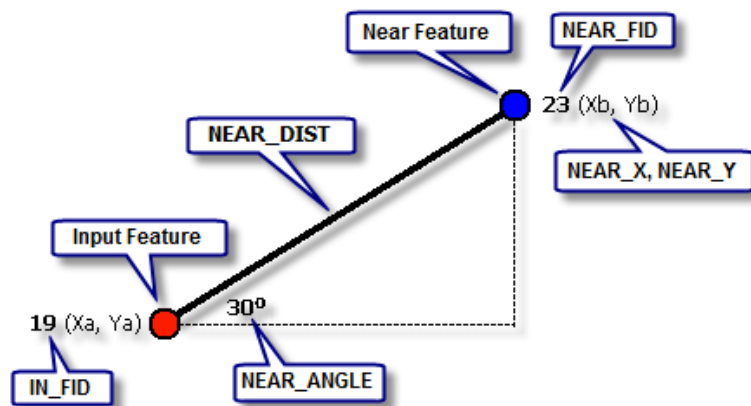 Near Feature
NEAR_FID
23 (Xb, Yb)
NEAR_DIST
NEAR_X, NEAR_Y
Input Feature
30º
19 (Xa, Ya)
IN_FID
NEAR_ANGLE